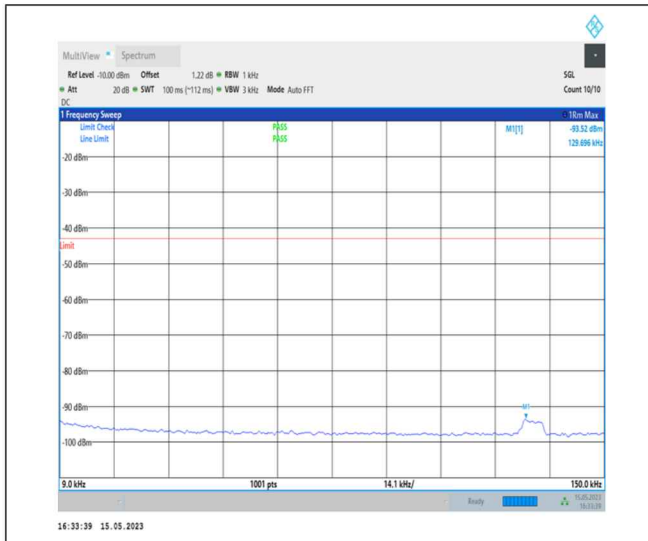 MultiView Spectrum
Ref Level -10.00 dBm Offset 1.22 dB RBW 1 kHz SGL
Att 20 dB SWT 100 ms (~112 ms) VBW 3 kHz Mode Auto FFT Count 10/10
DC
1 Frequency Sweep 1Rm Max
Limit Check PASS M1[1] -93.52 dBm
Line Limit PASS 129.696 kHz
-20 dBm
-30 dBm
-40 dBm
Limit
-50 dBm
-60 dBm
-70 dBm
-80 dBm
-90 dBm
M1
-100 dBm
9.0 kHz 1001 pts 14.1 kHz/ 150.0 kHz
Ready 15.05.2023
16:33:39
16:33:39 15.05.2023